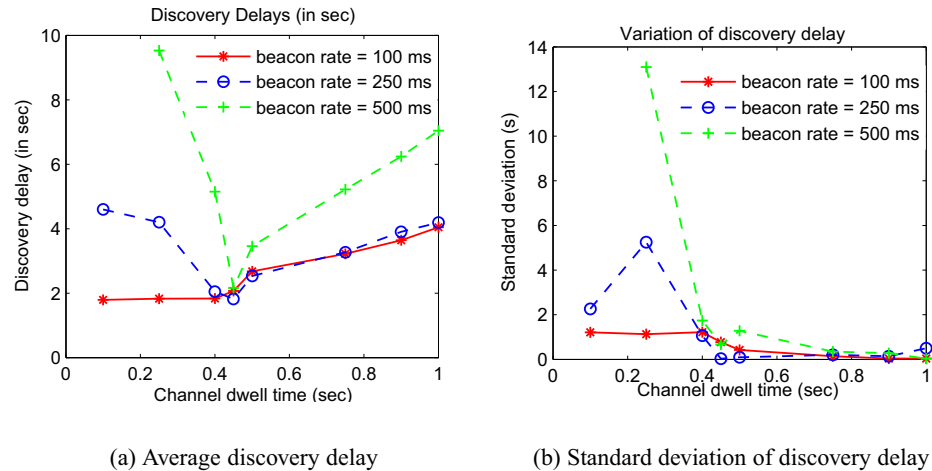 Discovery Delays (in sec)
10
8
6
4
2
0
0
0.2
0.4
0.6
0.8
1
Discovery delay (in sec)
Channel dwell time (sec)
beacon rate = 100 ms
beacon rate = 250 ms
beacon rate = 500 ms
(a) Average discovery delay
Variation of discovery delay
14
12
10
8
6
4
2
0
0
0.2
0.4
0.6
0.8
1
Standard deviation (s)
Channel dwell time (sec)
beacon rate = 100 ms
beacon rate = 250 ms
beacon rate = 500 ms
(b) Standard deviation of discovery delay